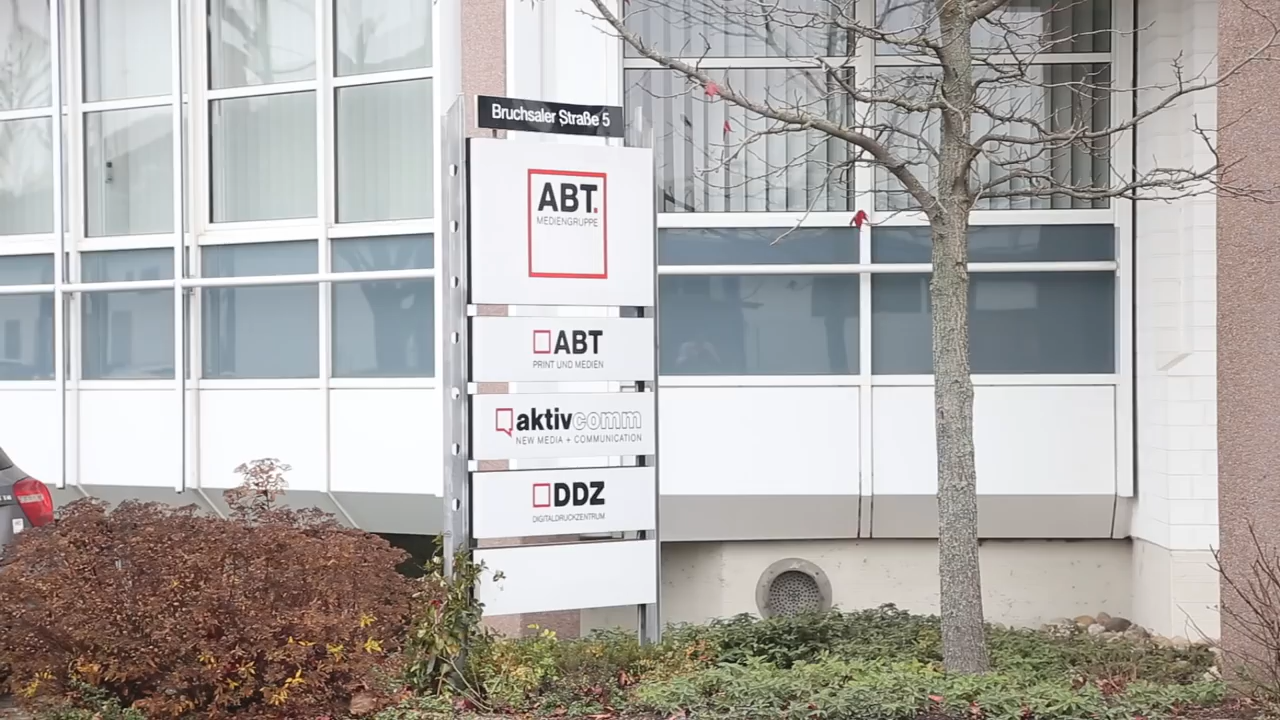 Bruchsaler Straße 5
ABT.
MEDIENGRUPPE
ABT
PRINT UND MEDIEN
aktivcomm
NEW MEDIA + COMMUNICATION
DDZ
DIGITALDRUCKZENTRUM